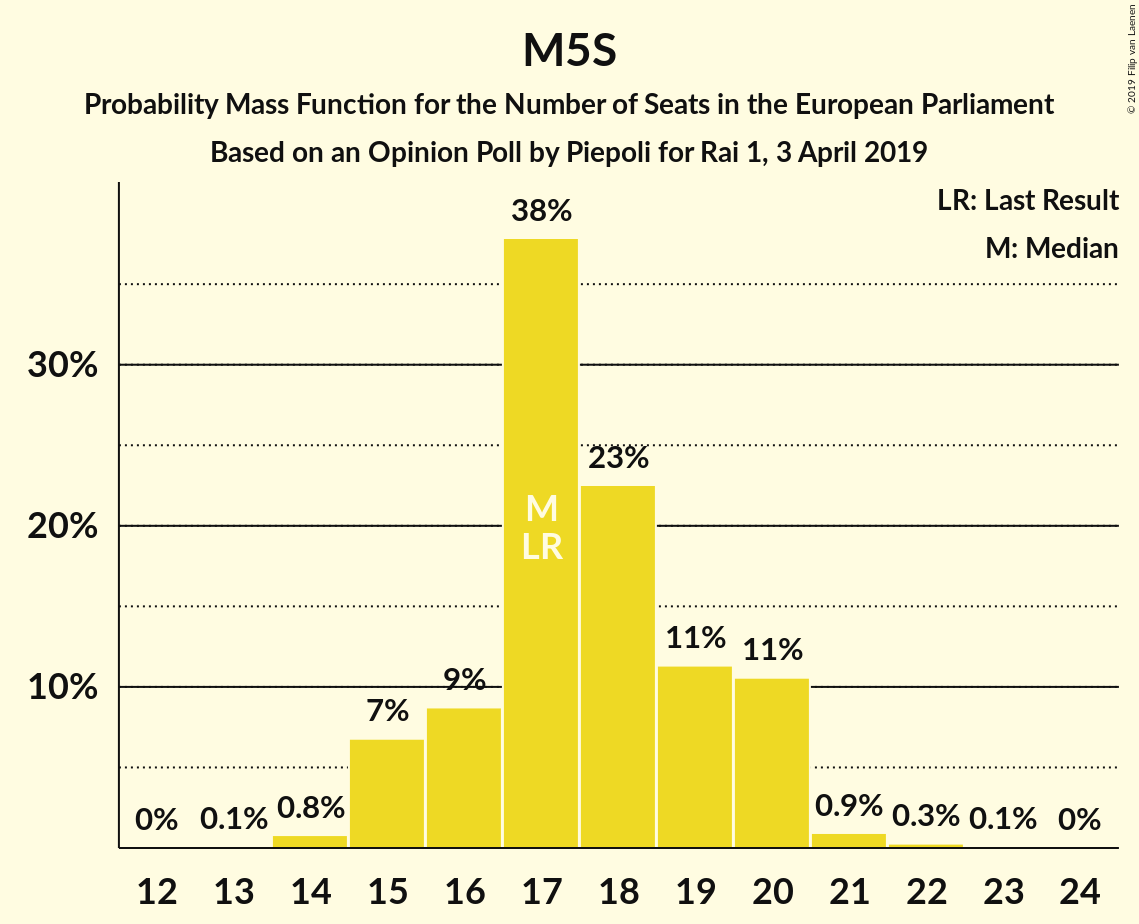 M5S
Probability Mass Function for the Number of Seats in the European Parliament
Based on an Opinion Poll by Piepoli for Rai 1, 3 April 2019
© 2019 Filip van Laenen
LR: Last Result
M: Median
38%
30%
23%
M
20%
LR
11%
11%
9%
10%
7%
0%
0.1%
0.8%
0.9%
0.3%
0.1%
0%
12 13 14 15 16 17 18 19 20 21 22 23 24